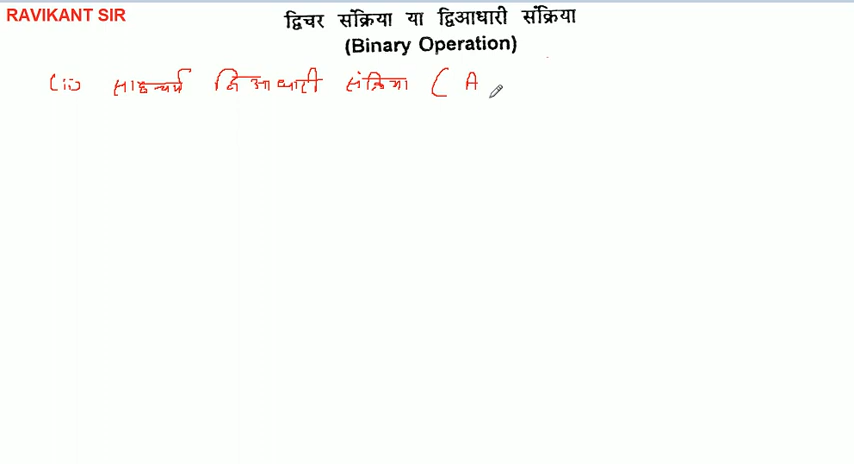 RAVIKANT SIR
द्विचर संक्रिया या द्विआधारी संक्रिया
(Binary Operation)
(ii) साहचर्य द्विआधारी संक्रिया ( A